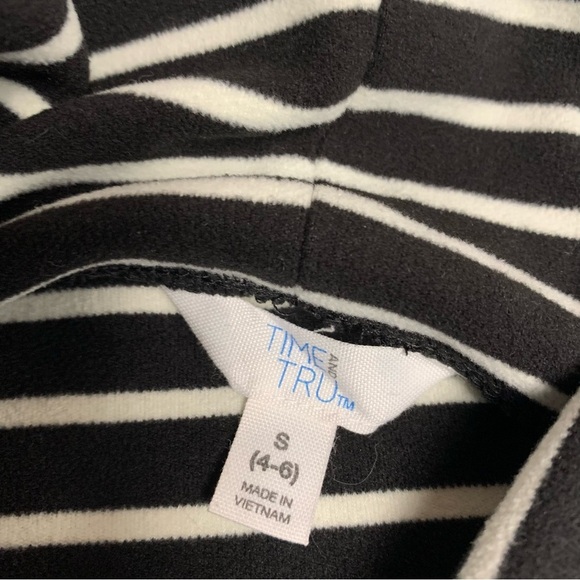 TIME AND
TRU™
S
(4-6)
MADE IN
VIETNAM